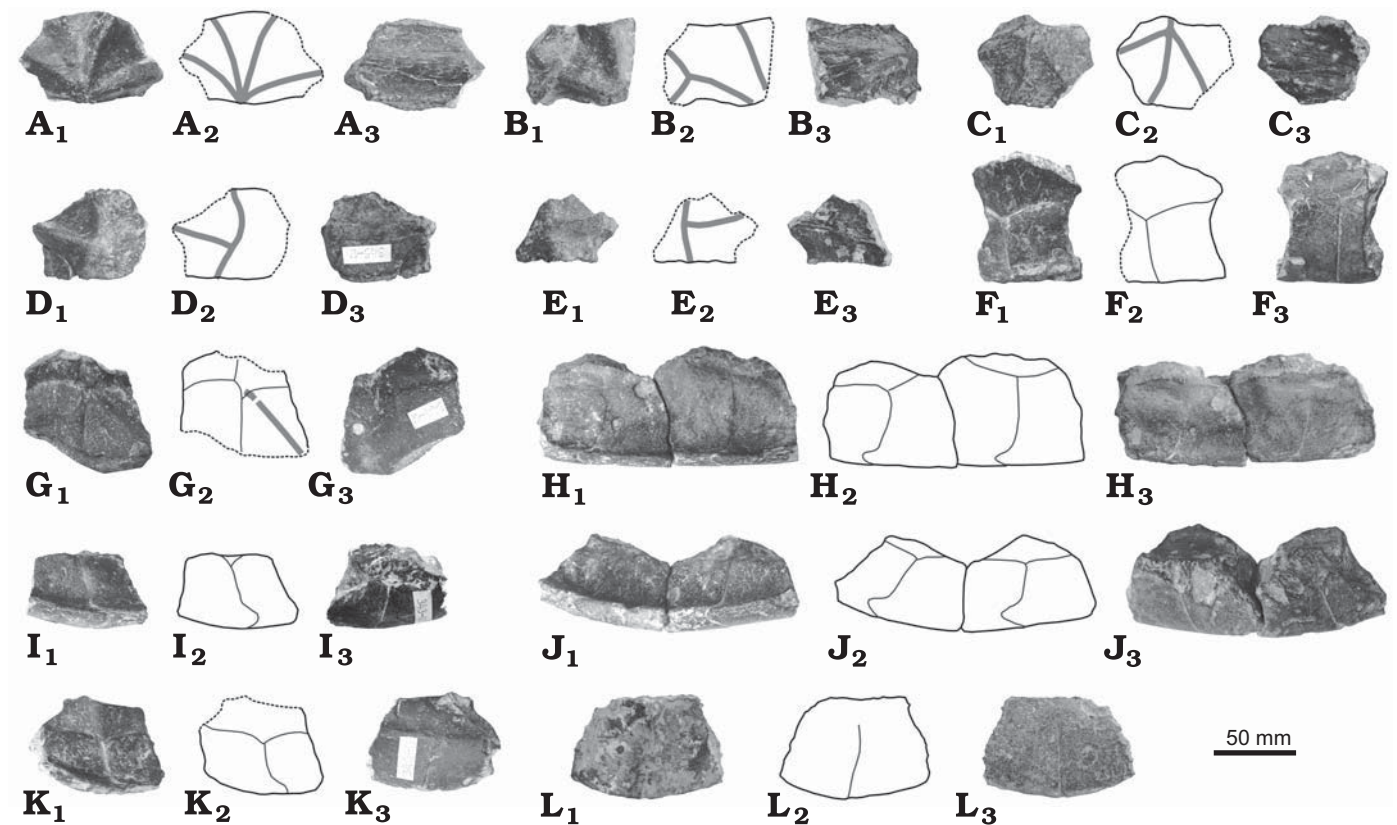 A1 A2 A3 B1 B2 B3 C1 C2 C3
D1 D2 D3 E1 E2 E3 F1 F2 F3
G1 G2 G3 H1 H2 H3
I1 I2 I3 J1 J2 J3
50 mm
K1 K2 K3 L1 L2 L3